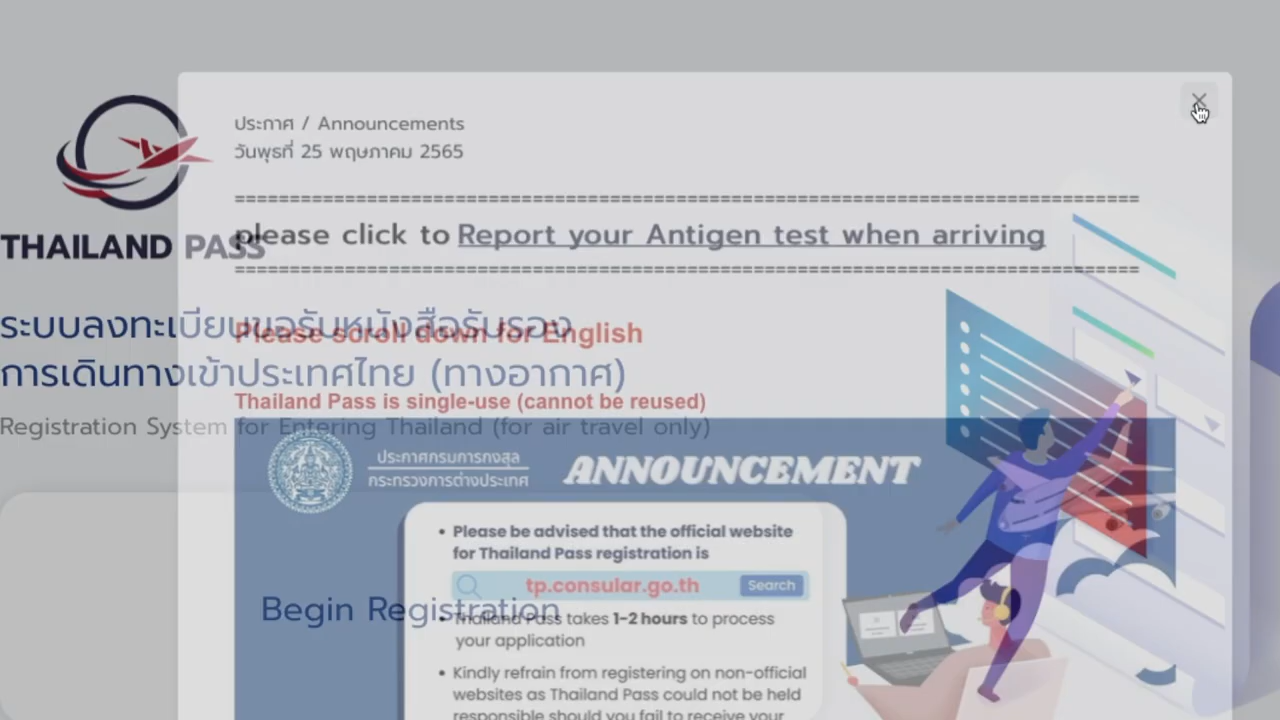 ประกาศ / Announcements
วันพุธที่ 25 พฤษภาคม 2565
==================================================================================
please click to Report your Antigen test when arriving
==================================================================================
THAILAND PASS
ระบบลงทะเบียนขอรับหนังสือรับรอง
Please scroll down for English
การเดินทางเข้าประเทศไทย (ทางอากาศ)
Thailand Pass is single-use (cannot be reused)
Registration System for Entering Thailand (for air travel only)
ประกาศกรมการกงสุล
กระทรวงการต่างประเทศ
ANNOUNCEMENT
• Please be advised that the official website
for Thailand Pass registration is
tp.consular.go.th Search
Begin Registration
• Thailand Pass takes 1-2 hours to process
your application
• Kindly refrain from registering on non-official
websites as Thailand Pass could not be held
responsible should you fail to receive your